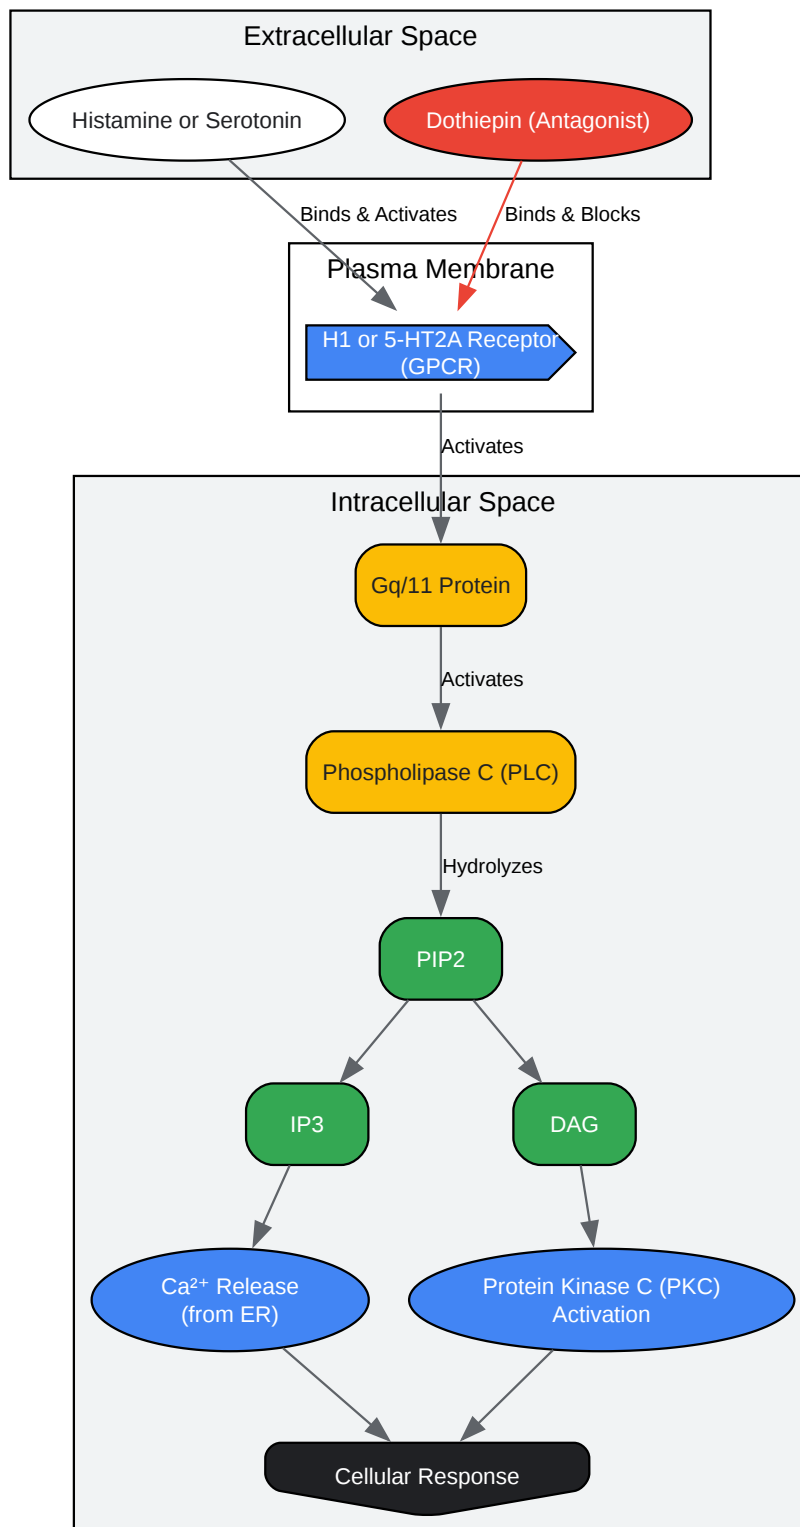 Extracellular Space
Histamine or Serotonin
Dothiepin (Antagonist)
Binds & Activates
Binds & Blocks
Plasma Membrane
H1 or 5-HT2A Receptor
(GPCR)
Activates
Intracellular Space
Gq/11 Protein
Activates
Phospholipase C (PLC)
Hydrolyzes
PIP2
IP3
DAG
Ca²⁺ Release
(from ER)
Protein Kinase C (PKC)
Activation
Cellular Response